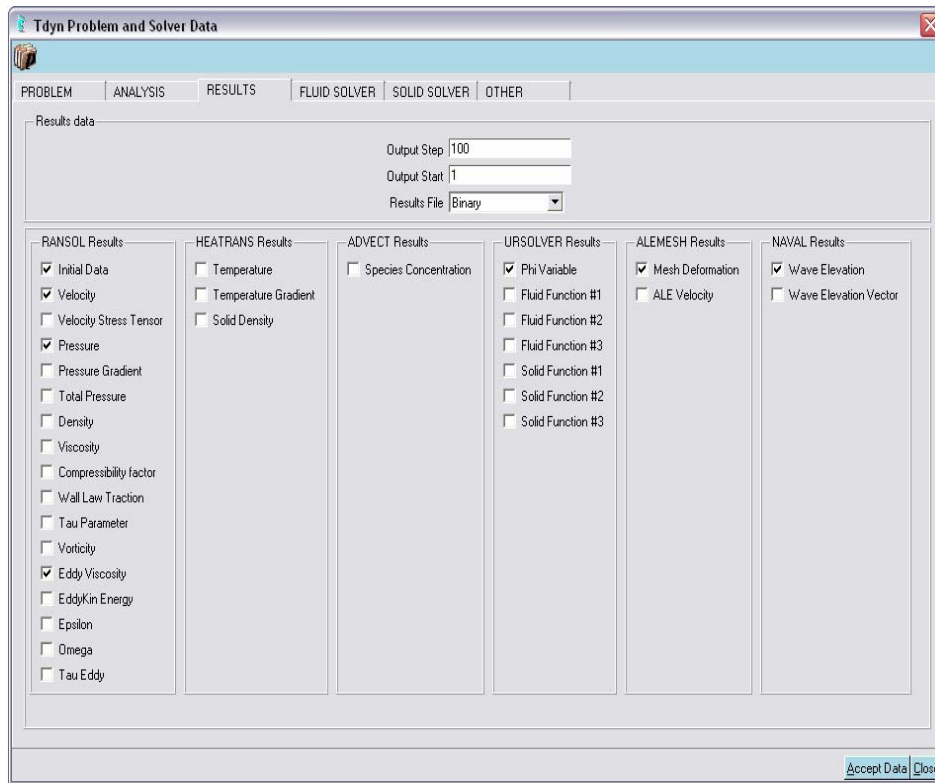 Tdyn Problem and Solver Data
PROBLEM ANALYSIS RESULTS FLUID SOLVER SOLID SOLVER OTHER
Results data
Output Step 100
Output Start 1
Results File Binary
RANSOL Results
Initial Data
Velocity
Velocity Stress Tensor
Pressure
Pressure Gradient
Total Pressure
Density
Viscosity
Compressibility factor
Wall Law Traction
Tau Parameter
Vorticity
Eddy Viscosity
EddyKin Energy
Epsilon
Omega
Tau Eddy
HEATRANS Results
Temperature
Temperature Gradient
Solid Density
ADVECT Results
Species Concentration
URSOLVER Results
Phi Variable
Fluid Function #1
Fluid Function #2
Fluid Function #3
Solid Function #1
Solid Function #2
Solid Function #3
ALEMESH Results
Mesh Deformation
ALE Velocity
NAVAL Results
Wave Elevation
Wave Elevation Vector
Accept Data Close